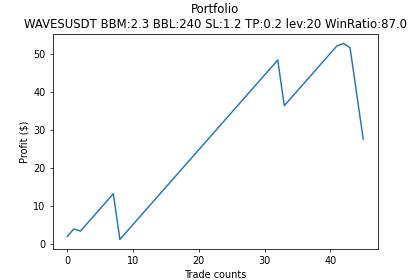 Portfolio
WAVESUSDT BBM:2.3 BBL:240 SL:1.2 TP:0.2 lev:20 WinRatio:87.0
Profit ($)
50
40
30
20
10
0
0
10
20
30
40
Trade counts